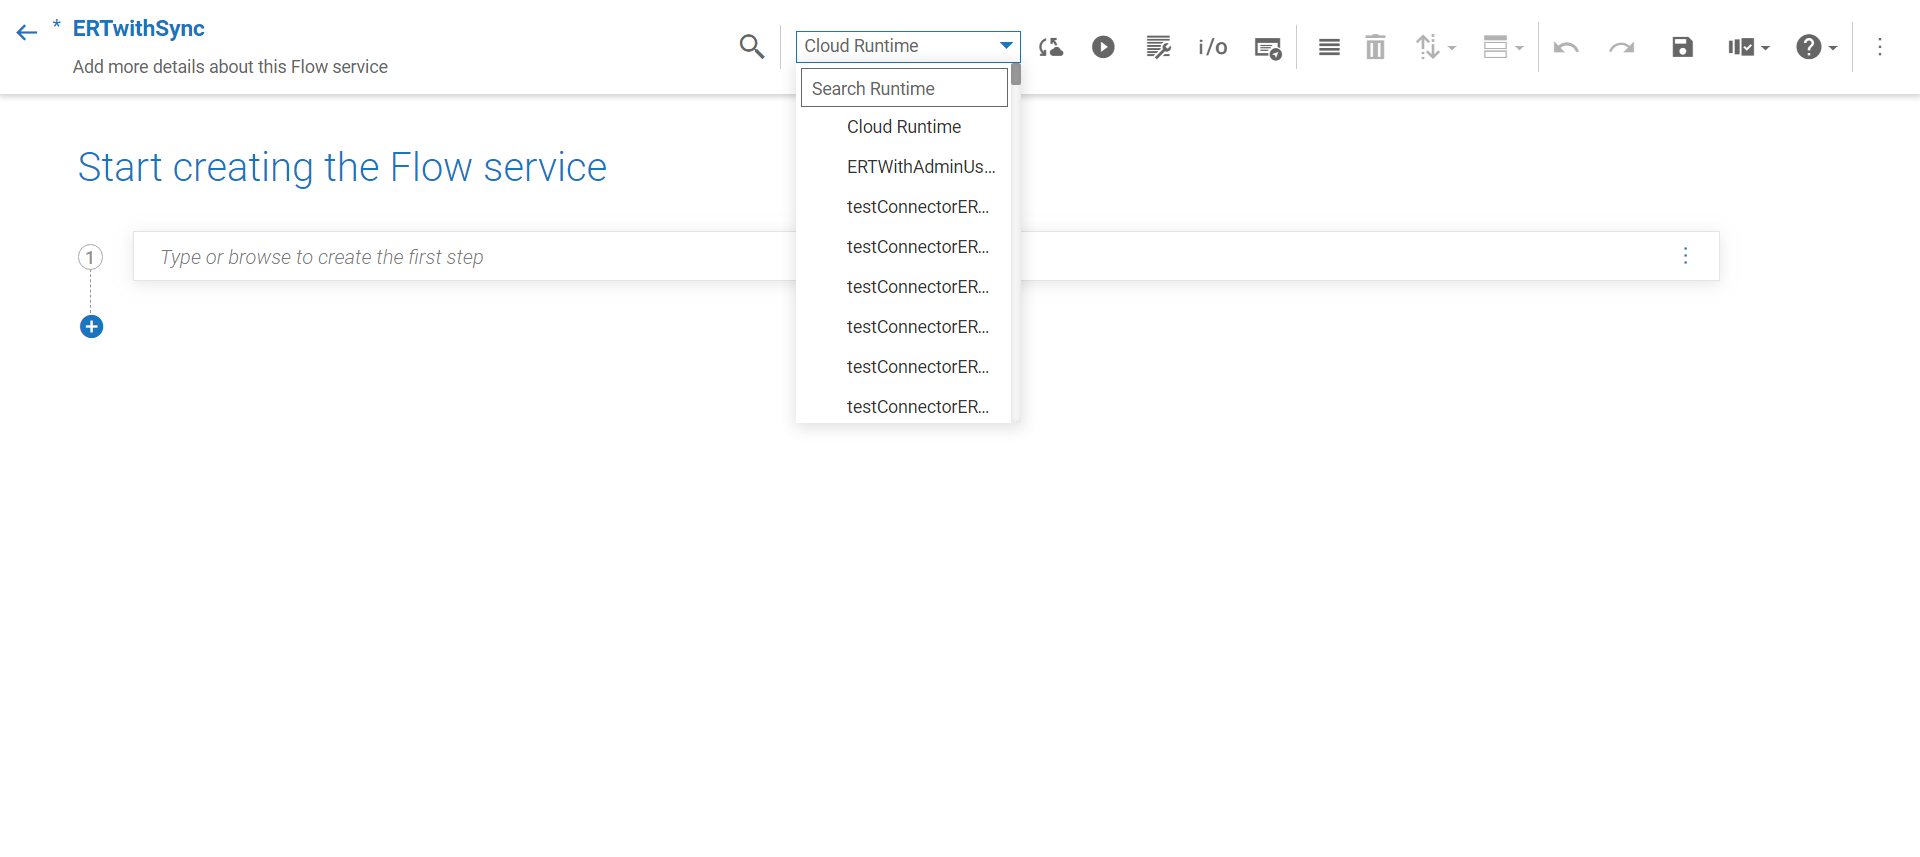 * ERTwithSync
Add more details about this Flow service
Cloud Runtime
i/o
Search Runtime
Cloud Runtime
ERTWithAdminUs...
testConnectorER...
testConnectorER...
testConnectorER...
testConnectorER...
testConnectorER...
testConnectorER...
Start creating the Flow service
1
Type or browse to create the first step